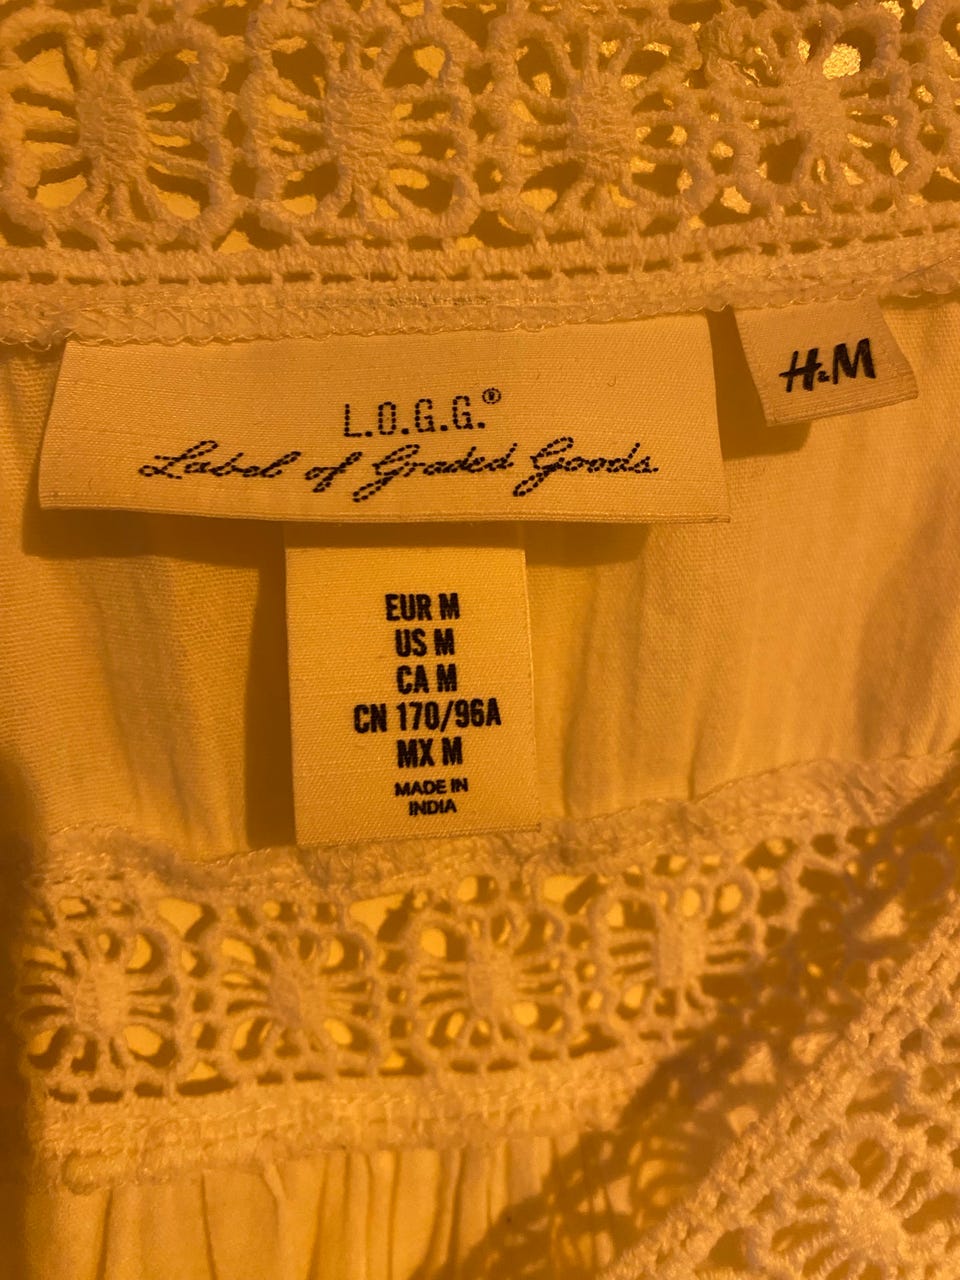 L.O.G.G.®
Label of Graded Goods
H&M
EUR M
US M
CA M
CN 170/96A
MX M
MADE IN
INDIA